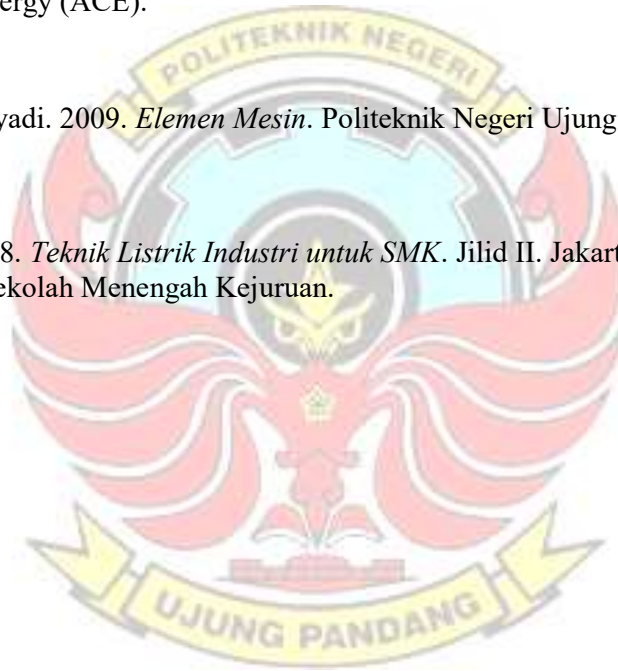 ergy (ACE).
POLITEKNIK NEGERI
yadi. 2009. Elemen Mesin. Politeknik Negeri Ujung
8. Teknik Listrik Industri untuk SMK. Jilid II. Jakart
ekolah Menengah Kejuruan.
UJUNG PANDANG